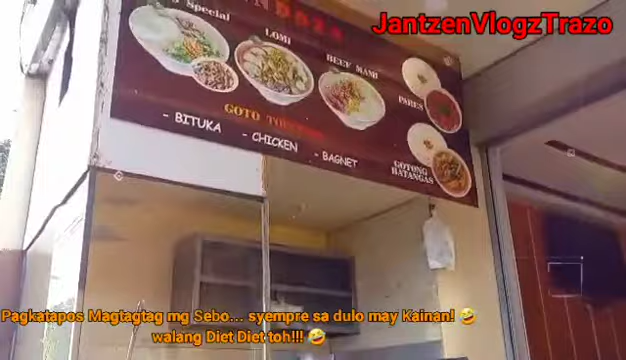 JantzenVlogzTrazo
Special
LOMI
BEEF MAMI
PARES
GOTO
- BITUKA
- CHICKEN
- BAGNET
GOTONG
BATANGAS
Pagkatapos Magtagtag mg Sebo... syempre sa dulo may Kainan! 🤣
walang Diet Diet toh!!! 🤣